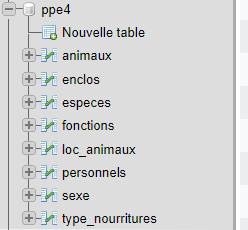 ppe4
Nouvelle table
animaux
enclos
especes
fonctions
loc_animaux
personnels
sexe
type_nourritures